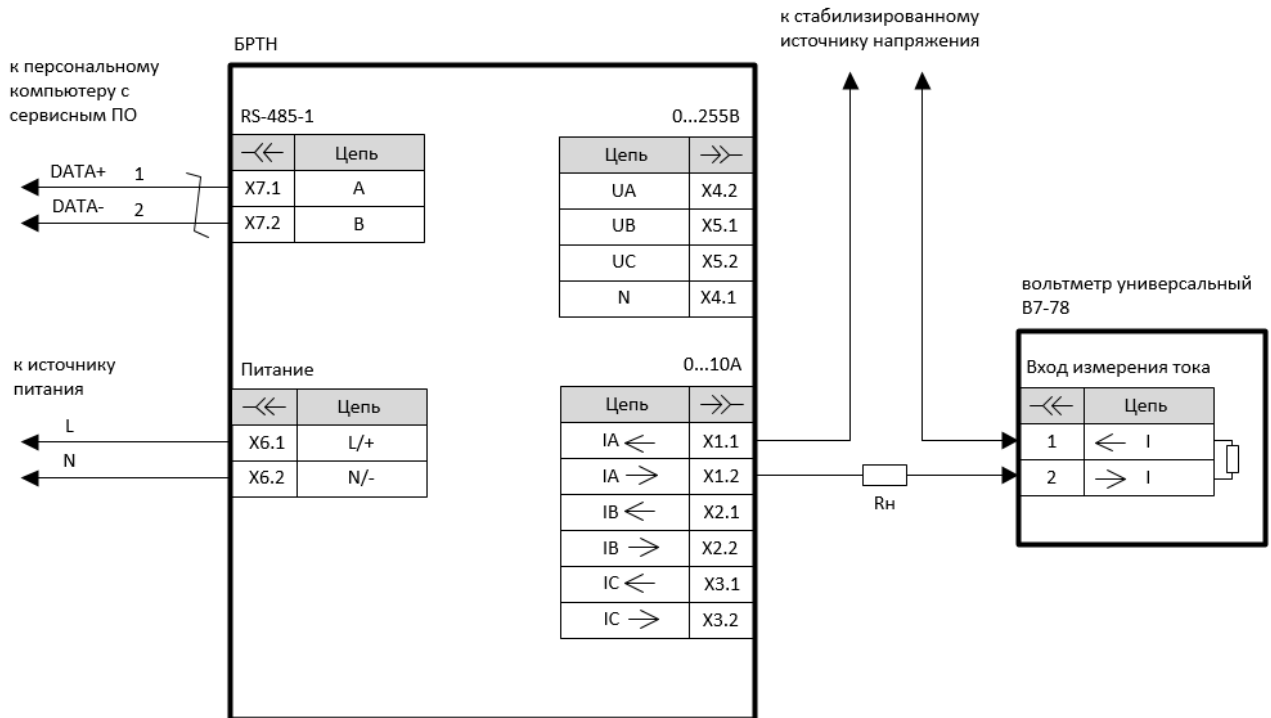 к стабилизированному
источнику напряжения
БРТН
к персональному
компьютеру с
сервисным ПО
RS-485-1
Цепь
DATA+ 1
X7.1 A
DATA- 2
X7.2 B
0...255В
Цепь
UA X4.2
UB X5.1
UC X5.2
N X4.1
вольтметр универсальный
В7-78
Вход измерения тока
Цепь
1 I
2 I
к источнику
питания
Питание
Цепь
L
X6.1 L/+
N
X6.2 N/-
0...10А
Цепь
IA X1.1
IA X1.2
IB X2.1
IB X2.2
IC X3.1
IC X3.2
Rн